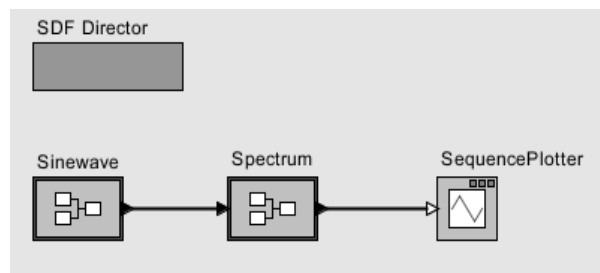 SDF Director
Sinewave
Spectrum
SequencePlotter